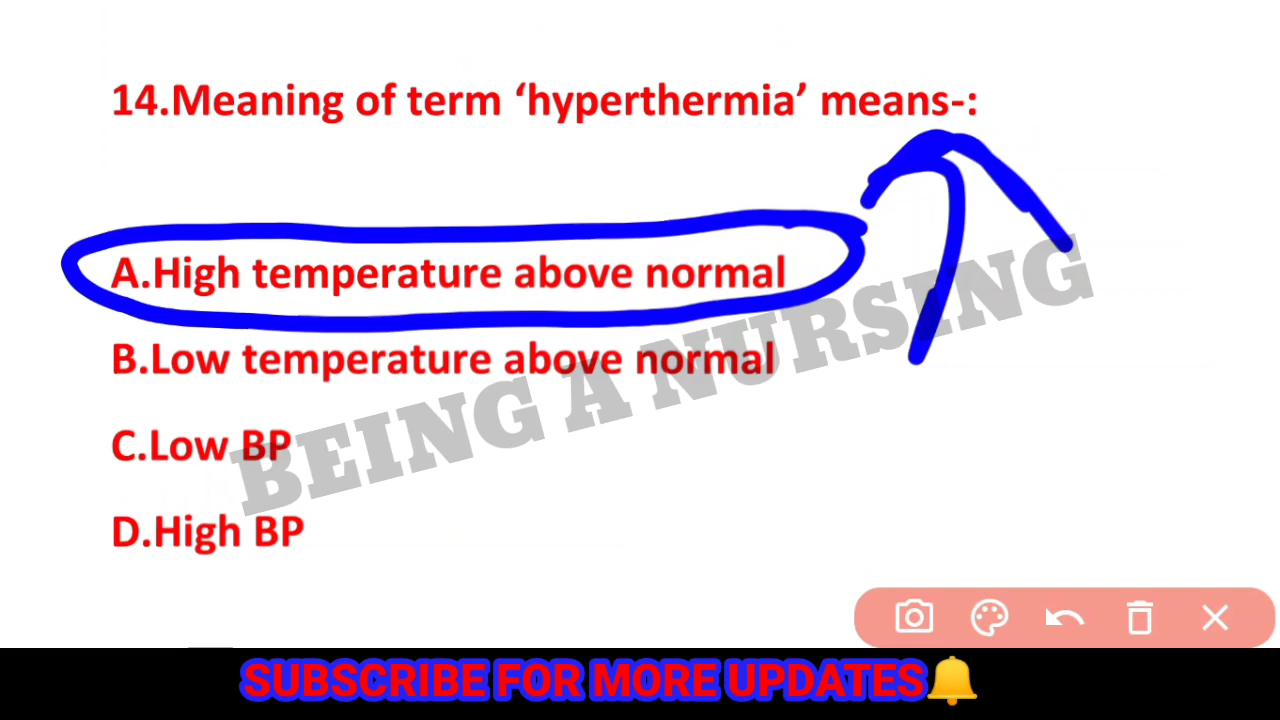 14.Meaning of term ‘hyperthermia’ means-:
A.High temperature above normal
B.Low temperature above normal
C.Low BP
D.High BP
BEING A NURSING
SUBSCRIBE FOR MORE UPDATES🔔